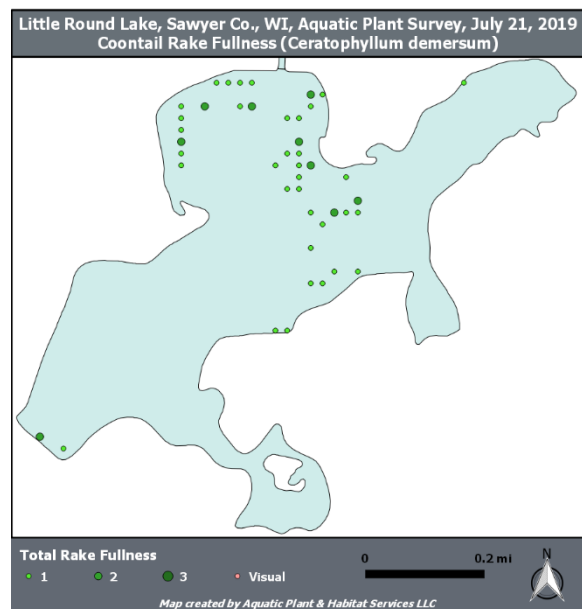 Little Round Lake, Sawyer Co., WI, Aquatic Plant Survey, July 21, 2019
Coontail Rake Fullness (Ceratophyllum demersum)
Total Rake Fullness
1 2 3 Visual
0 0.2 mi
N
Map created by Aquatic Plant & Habitat Services LLC